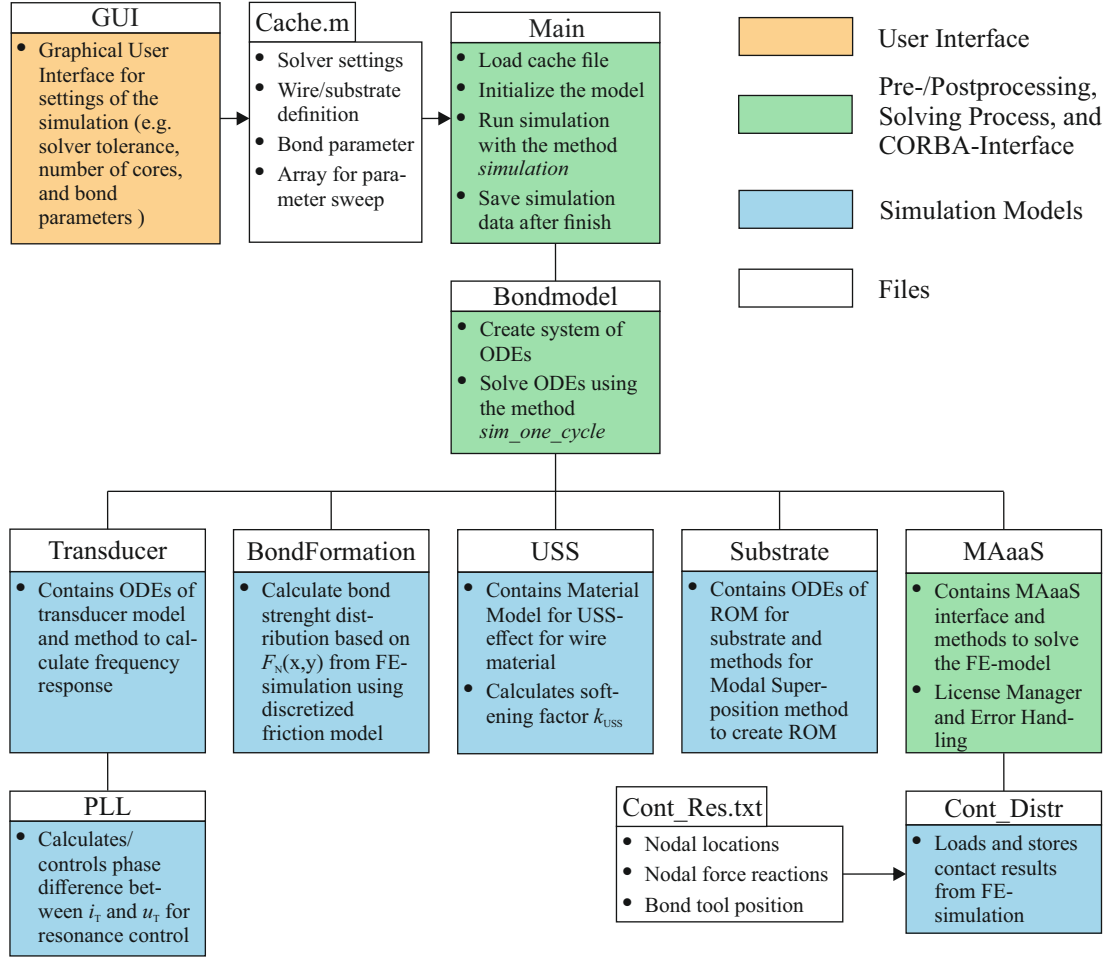 GUI
• Graphical User
Interface for
settings of the
simulation (e.g.
solver tolerance,
number of cores,
and bond
parameters )
Cache.m
• Solver settings
• Wire/substrate
definition
• Bond parameter
• Array for para-
meter sweep
Main
• Load cache file
• Initialize the model
• Run simulation
with the method
simulation
• Save simulation
data after finish
User Interface
Pre-/Postprocessing,
Solving Process, and
CORBA-Interface
Simulation Models
Files
Bondmodel
• Create system of
ODEs
• Solve ODEs using
the method
sim_one_cycle
Transducer
• Contains ODEs of
transducer model
and method to cal-
culate frequency
response
BondFormation
• Calculate bond
strenght dist-
ribution based on
F_N(x,y) from FE-
simulation using
discretized
friction model
USS
• Contains Material
Model for USS-
effect for wire
material
• Calculates soft-
ening factor k_USS
Substrate
• Contains ODEs of
ROM for
substrate and
methods for
Modal Super-
position method
to create ROM
MAaaS
• Contains MAaaS
interface and
methods to solve
the FE-model
• License Manager
and Error Hand-
ling
PLL
• Calculates/
controls phase
difference bet-
ween i_T and u_T for
resonance control
Cont_Res.txt
• Nodal locations
• Nodal force reactions
• Bond tool position
Cont_Distr
• Loads and stores
contact results
from FE-
simulation